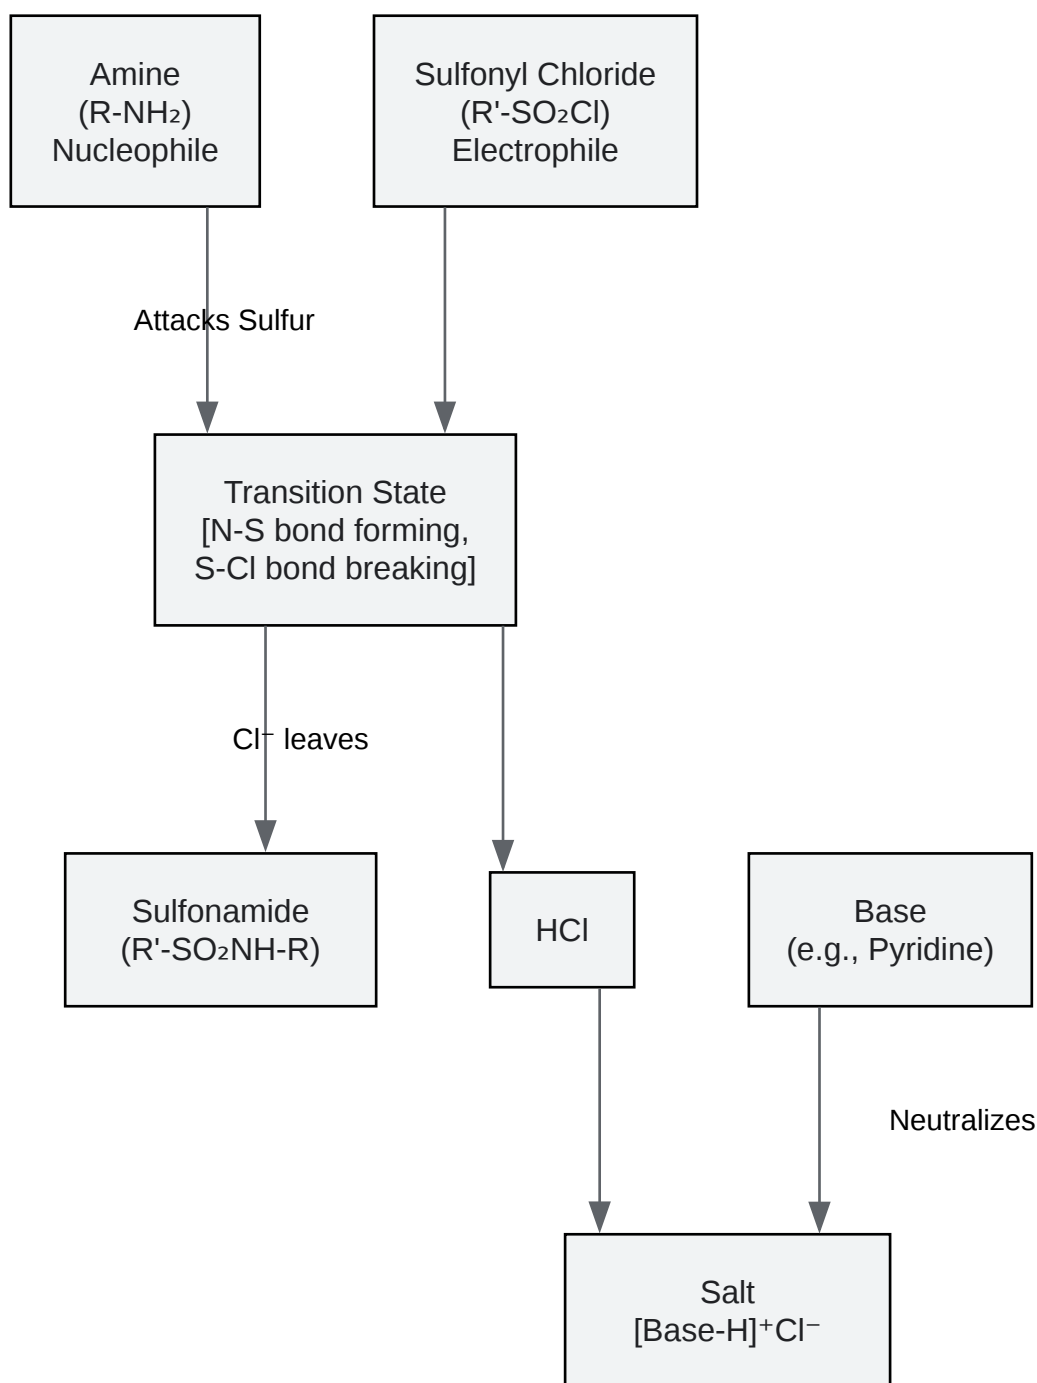 Amine
(R-NH₂)
Nucleophile
Sulfonyl Chloride
(R'-SO₂Cl)
Electrophile
Attacks Sulfur
Transition State
[N-S bond forming,
S-Cl bond breaking]
Cl⁻ leaves
Sulfonamide
(R'-SO₂NH-R)
HCl
Base
(e.g., Pyridine)
Neutralizes
Salt
[Base-H]⁺Cl⁻